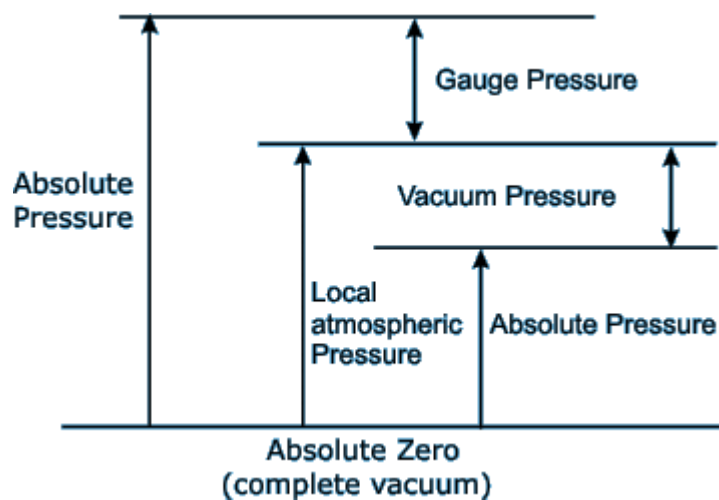 Gauge Pressure
Absolute
Pressure
Vacuum Pressure
Local
atmospheric
Pressure
Absolute Pressure
Absolute Zero
(complete vacuum)